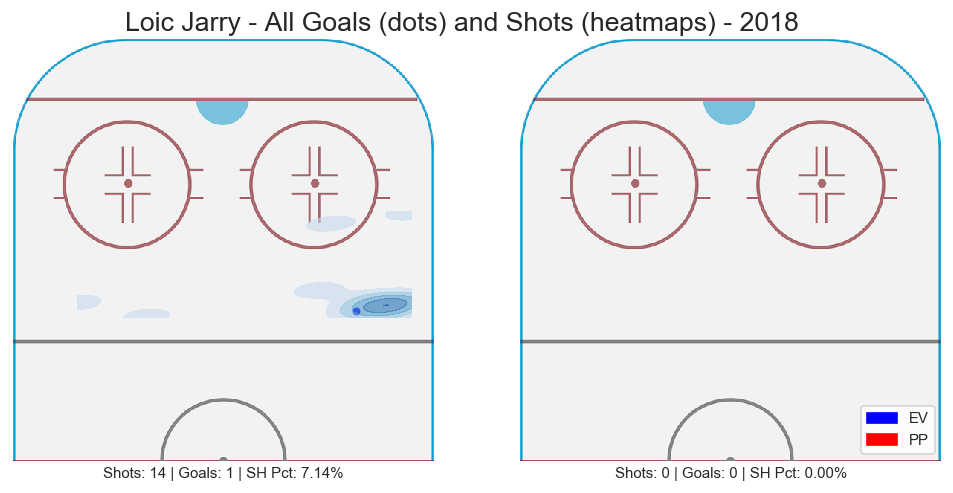 Loic Jarry - All Goals (dots) and Shots (heatmaps) - 2018
EV
PP
Shots: 14 | Goals: 1 | SH Pct: 7.14%
Shots: 0 | Goals: 0 | SH Pct: 0.00%